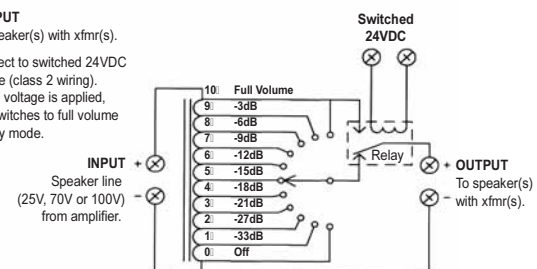 PUT
eaker(s) with xfmr(s).
ect to switched 24VDC
e (class 2 wiring).
voltage is applied,
witches to full volume
y mode.
Switched
24VDC
10 Full Volume
9 -3dB
8 -6dB
7 -9dB
6 -12dB
5 -15dB
4 -18dB
3 -21dB
2 -27dB
1 -33dB
0 Off
Relay
INPUT +
Speaker line -
(25V, 70V or 100V)
from amplifier.
+ OUTPUT
To speaker(s)
- with xfmr(s).